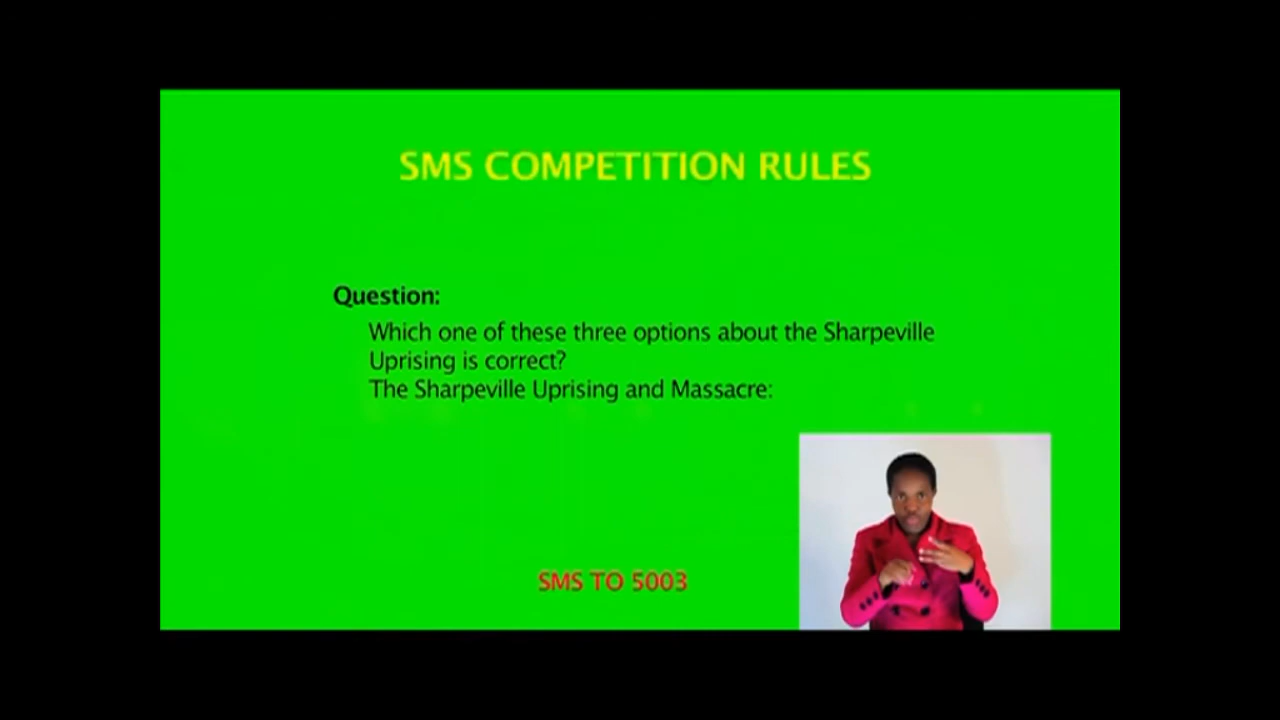 SMS COMPETITION RULES
Question:
Which one of these three options about the Sharpeville
Uprising is correct?
The Sharpeville Uprising and Massacre:
SMS TO 5003